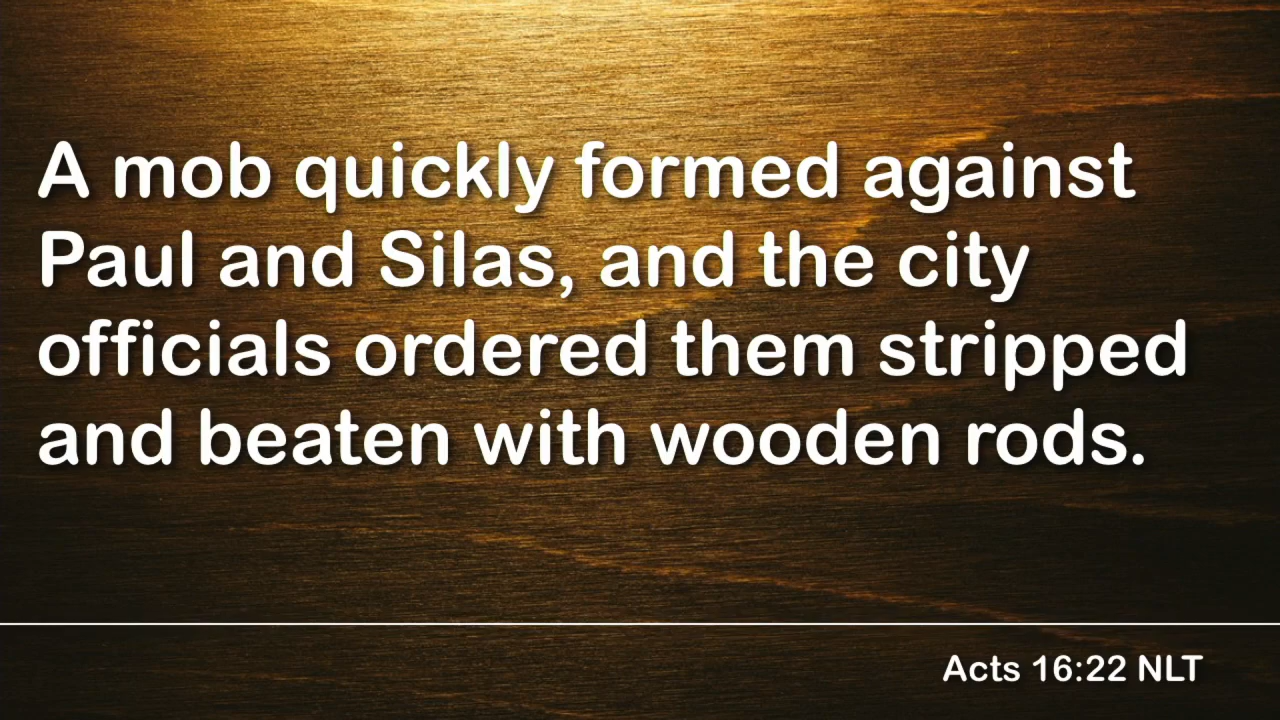 A mob quickly formed against
Paul and Silas, and the city
officials ordered them stripped
and beaten with wooden rods.
Acts 16:22 NLT